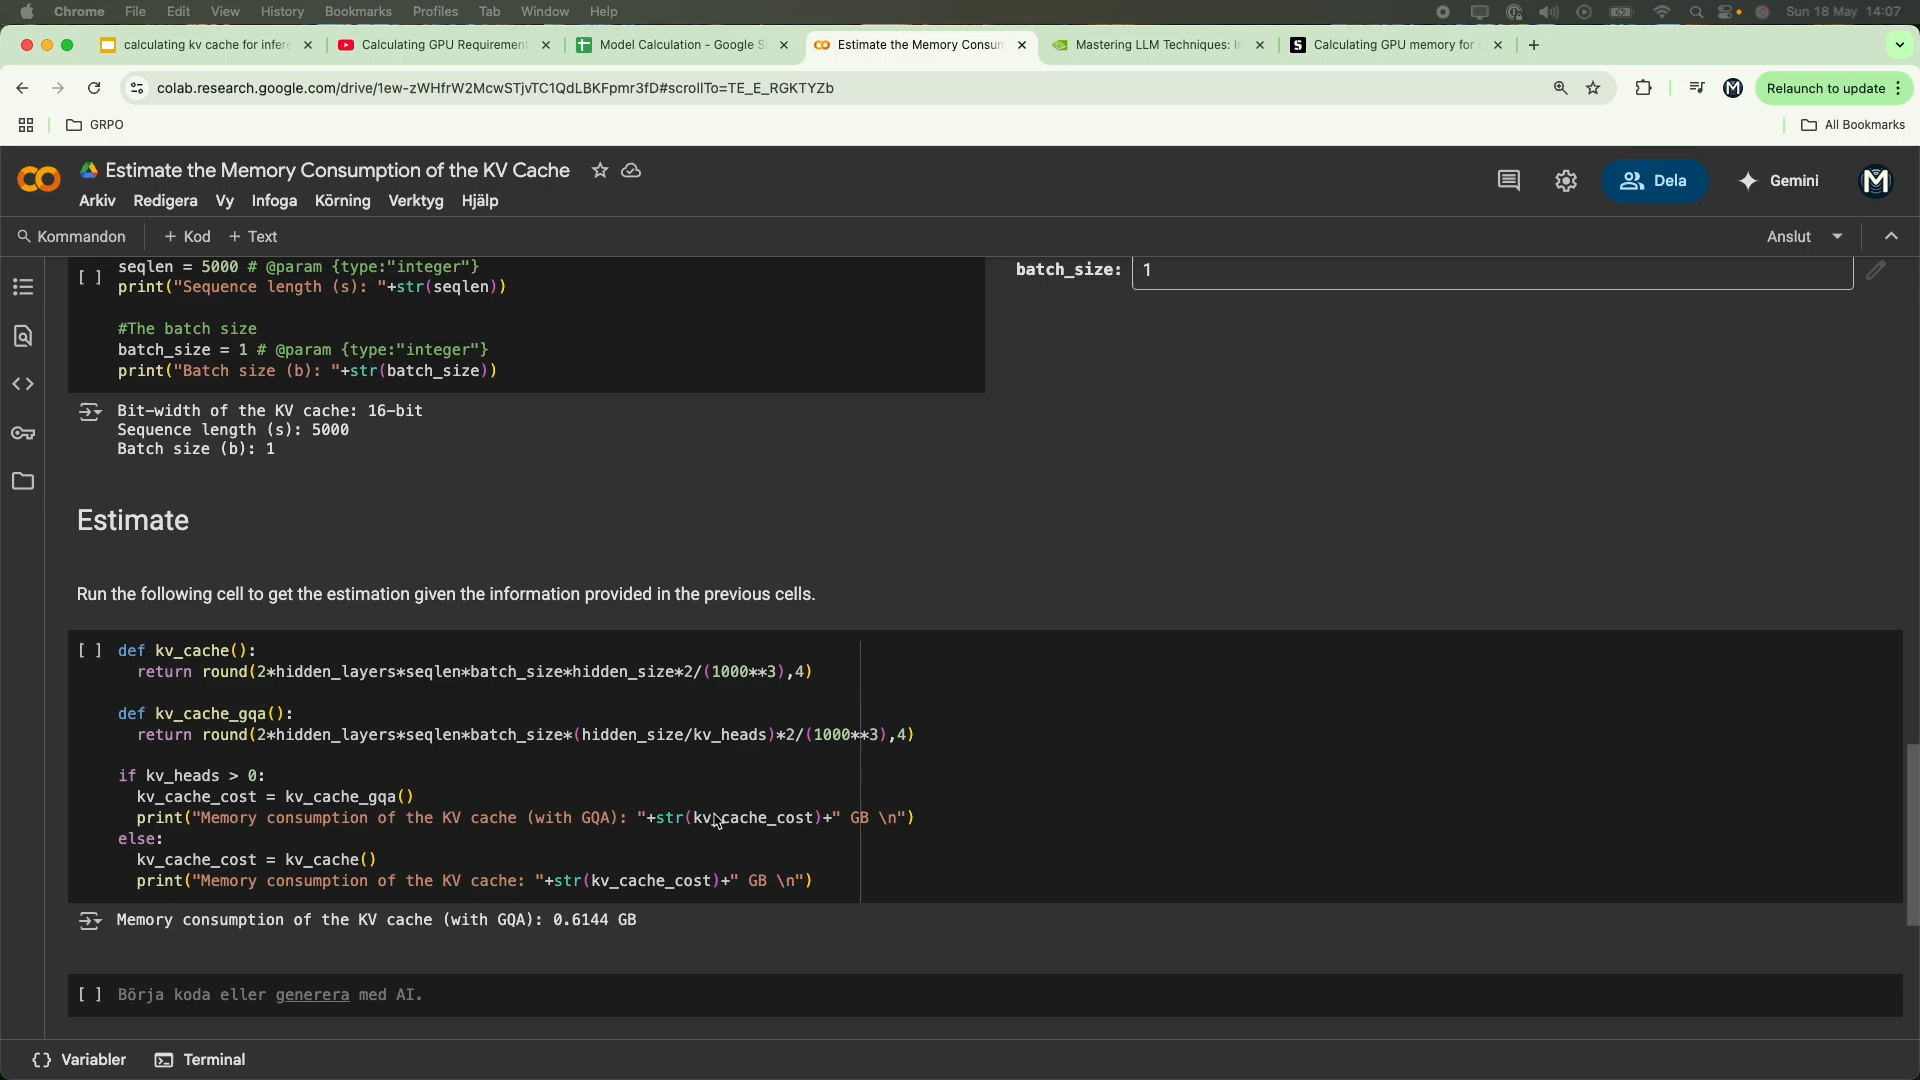 Chrome File Edit View History Bookmarks Profiles Tab Window Help Sun 18 May 14:07
calculating kv cache for infere Calculating GPU Requirement Model Calculation - Google S Estimate the Memory Consum Mastering LLM Techniques: In Calculating GPU memory for s
colab.research.google.com/drive/1ew-zWHfrW2McwSTjvTC1QdLBKFpmr3fD#scrollTo=TE_E_RGKTYZb Relaunch to update
GRPO All Bookmarks
Estimate the Memory Consumption of the KV Cache
Arkiv Redigera Vy Infoga Körning Verktyg Hjälp Dela Gemini
Kommandon + Kod + Text Anslut
[ ] seqlen = 5000 # @param {type:"integer"}
print("Sequence length (s): "+str(seqlen))
#The batch size
batch_size = 1 # @param {type:"integer"}
print("Batch size (b): "+str(batch_size))
batch_size: 1
Bit-width of the KV cache: 16-bit
Sequence length (s): 5000
Batch size (b): 1
Estimate
Run the following cell to get the estimation given the information provided in the previous cells.
[ ] def kv_cache():
return round(2*hidden_layers*seqlen*batch_size*hidden_size*2/(1000**3),4)
def kv_cache_gqa():
return round(2*hidden_layers*seqlen*batch_size*(hidden_size/kv_heads)*2/(1000**3),4)
if kv_heads > 0:
kv_cache_cost = kv_cache_gqa()
print("Memory consumption of the KV cache (with GQA): "+str(kv_cache_cost)+" GB \n")
else:
kv_cache_cost = kv_cache()
print("Memory consumption of the KV cache: "+str(kv_cache_cost)+" GB \n")
Memory consumption of the KV cache (with GQA): 0.6144 GB
[ ] Börja koda eller generera med AI.
Variabler Terminal